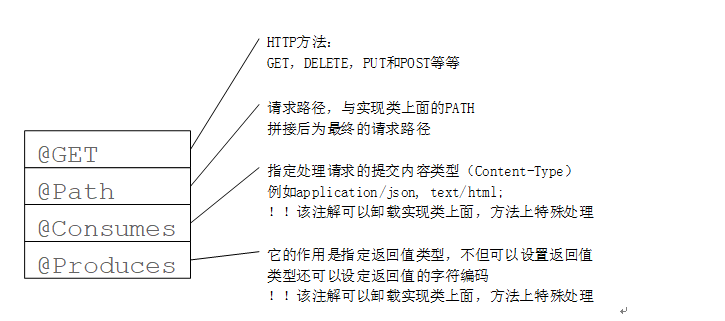 HTTP方法:
GET, DELETE, PUT和POST等等
请求路径，与实现类上面的PATH
拼接后为最终的请求路径
@GET
@Path
@Consumes
@Produces
指定处理请求的提交内容类型（Content-Type）
例如application/json, text/html;
！！该注解可以卸载实现类上面，方法上特殊处理
它的作用是指定返回值类型，不但可以设置返回值
类型还可以设定返回值的字符编码
！！该注解可以卸载实现类上面，方法上特殊处理